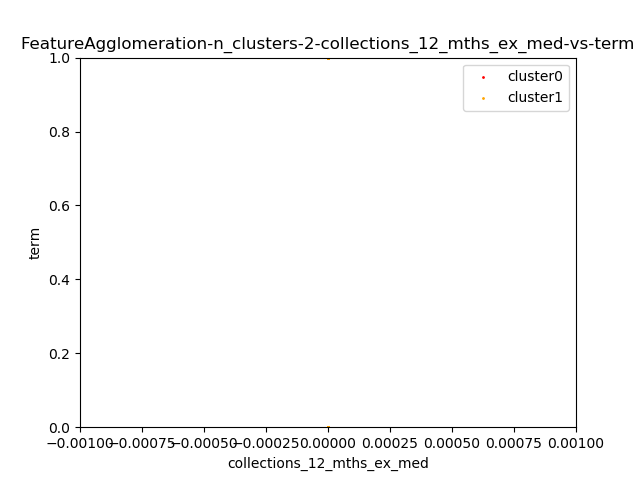 FeatureAgglomeration-n_clusters-2-collections_12_mths_ex_med-vs-term
1.0
cluster0
cluster1
0.8
0.6
term
0.4
0.2
0.0
−0.00100 −0.00075 −0.00050 −0.00025 0.00000 0.00025 0.00050 0.00075 0.00100
collections_12_mths_ex_med